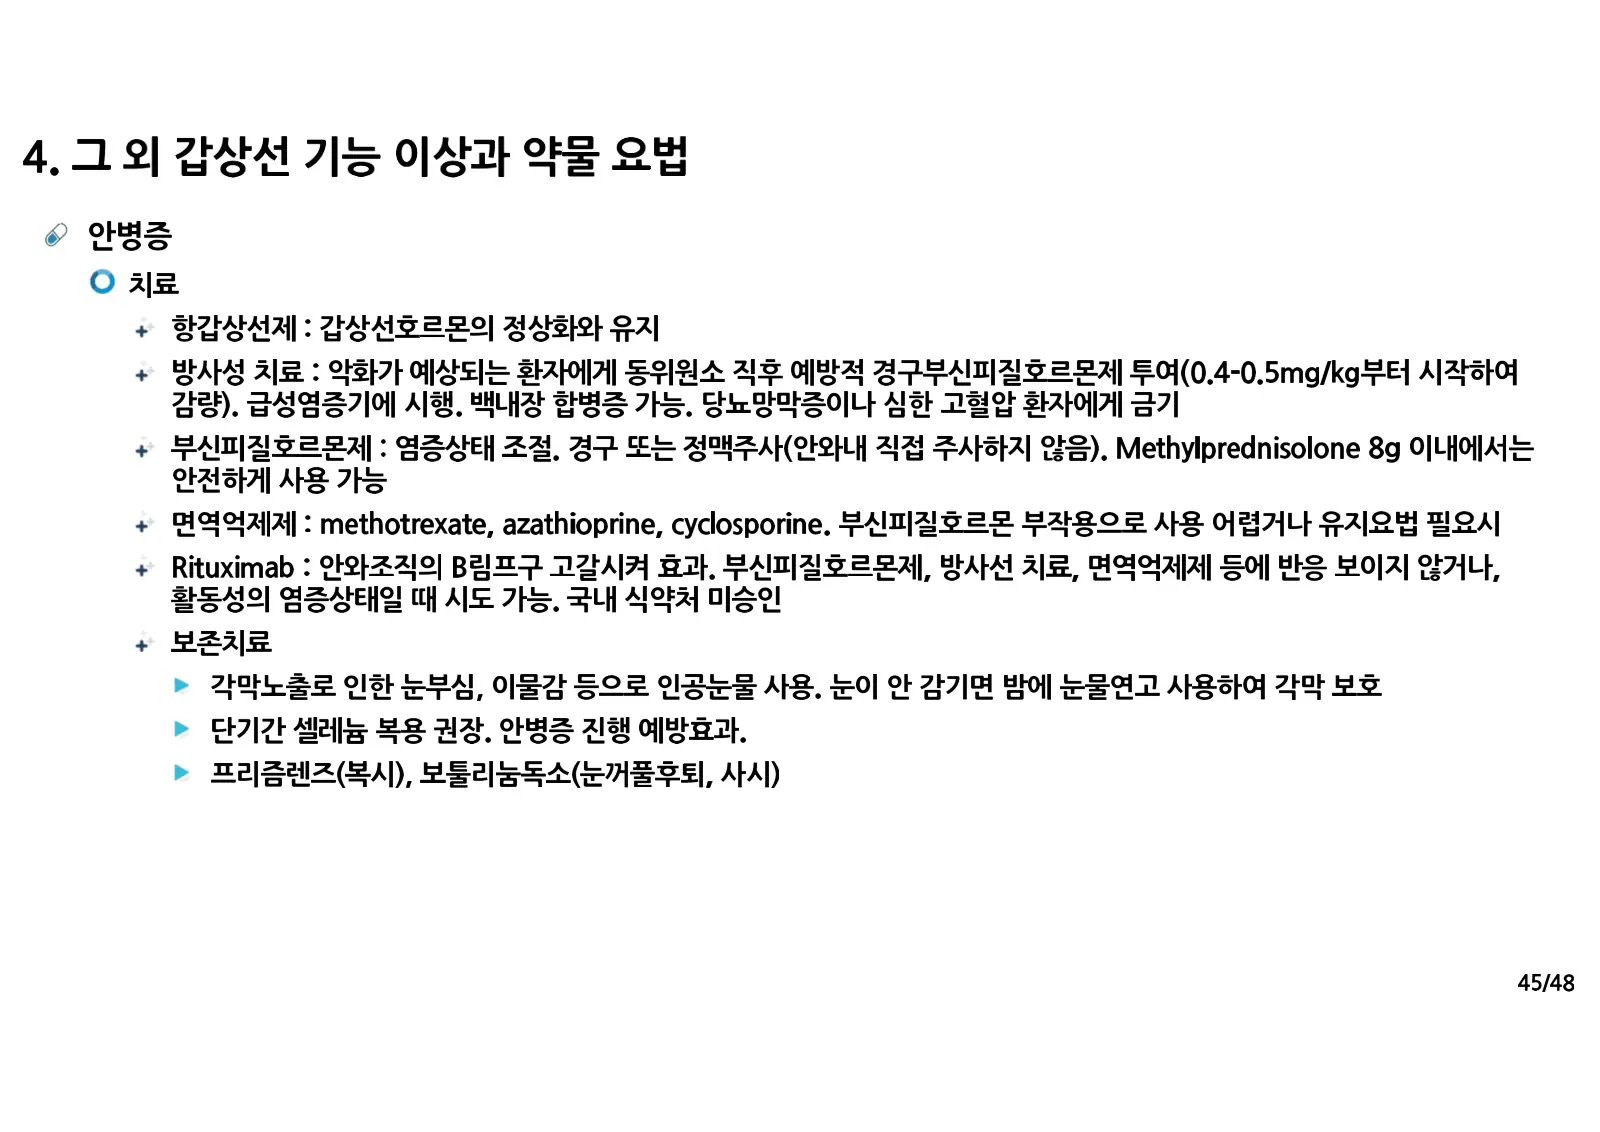 4. 그 외 갑상선 기능 이상과 약물 요법
안병증
치료
항갑상선제 : 갑상선호르몬의 정상화와 유지
방사성 치료 : 악화가 예상되는 환자에게 동위원소 직후 예방적 경구부신피질호르몬제 투여(0.4-0.5mg/kg부터 시작하여
감량). 급성염증기에 시행. 백내장 합병증 가능. 당뇨망막증이나 심한 고혈압 환자에게 금기
부신피질호르몬제 : 염증상태 조절. 경구 또는 정맥주사(안와내 직접 주사하지 않음). Methylprednisolone 8g 이내에서는
안전하게 사용 가능
면역억제제 : methotrexate, azathioprine, cyclosporine. 부신피질호르몬 부작용으로 사용 어렵거나 유지요법 필요시
Rituximab : 안와조직의 B림프구 고갈시켜 효과. 부신피질호르몬제, 방사선 치료, 면역억제제 등에 반응 보이지 않거나,
활동성의 염증상태일 때 시도 가능. 국내 식약처 미승인
보존치료
각막노출로 인한 눈부심, 이물감 등으로 인공눈물 사용. 눈이 안 감기면 밤에 눈물연고 사용하여 각막 보호
단기간 셀레늄 복용 권장. 안병증 진행 예방효과.
프리즘렌즈(복시), 보툴리눔독소(눈꺼풀후퇴, 사시)
45/48